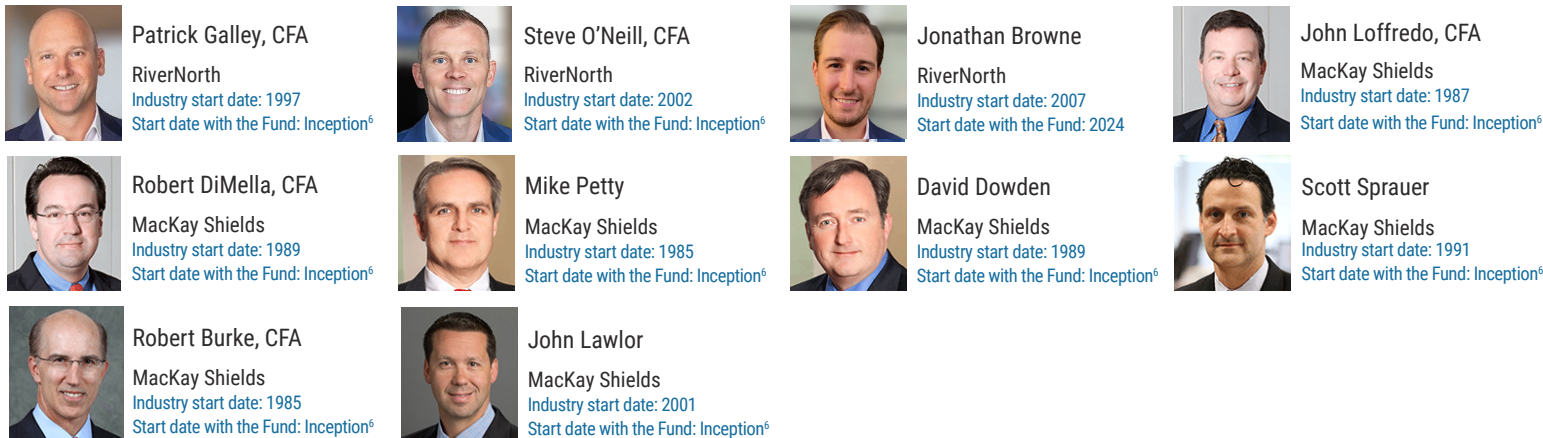 Patrick Galley, CFA
RiverNorth
Industry start date: 1997
Start date with the Fund: Inception⁶
Steve O’Neill, CFA
RiverNorth
Industry start date: 2002
Start date with the Fund: Inception⁶
Jonathan Browne
RiverNorth
Industry start date: 2007
Start date with the Fund: 2024
John Loffredo, CFA
MacKay Shields
Industry start date: 1987
Start date with the Fund: Inception⁶
Robert DiMella, CFA
MacKay Shields
Industry start date: 1989
Start date with the Fund: Inception⁶
Mike Petty
MacKay Shields
Industry start date: 1985
Start date with the Fund: Inception⁶
David Dowden
MacKay Shields
Industry start date: 1989
Start date with the Fund: Inception⁶
Scott Sprauer
MacKay Shields
Industry start date: 1991
Start date with the Fund: Inception⁶
Robert Burke, CFA
MacKay Shields
Industry start date: 1985
Start date with the Fund: Inception⁶
John Lawlor
MacKay Shields
Industry start date: 2001
Start date with the Fund: Inception⁶